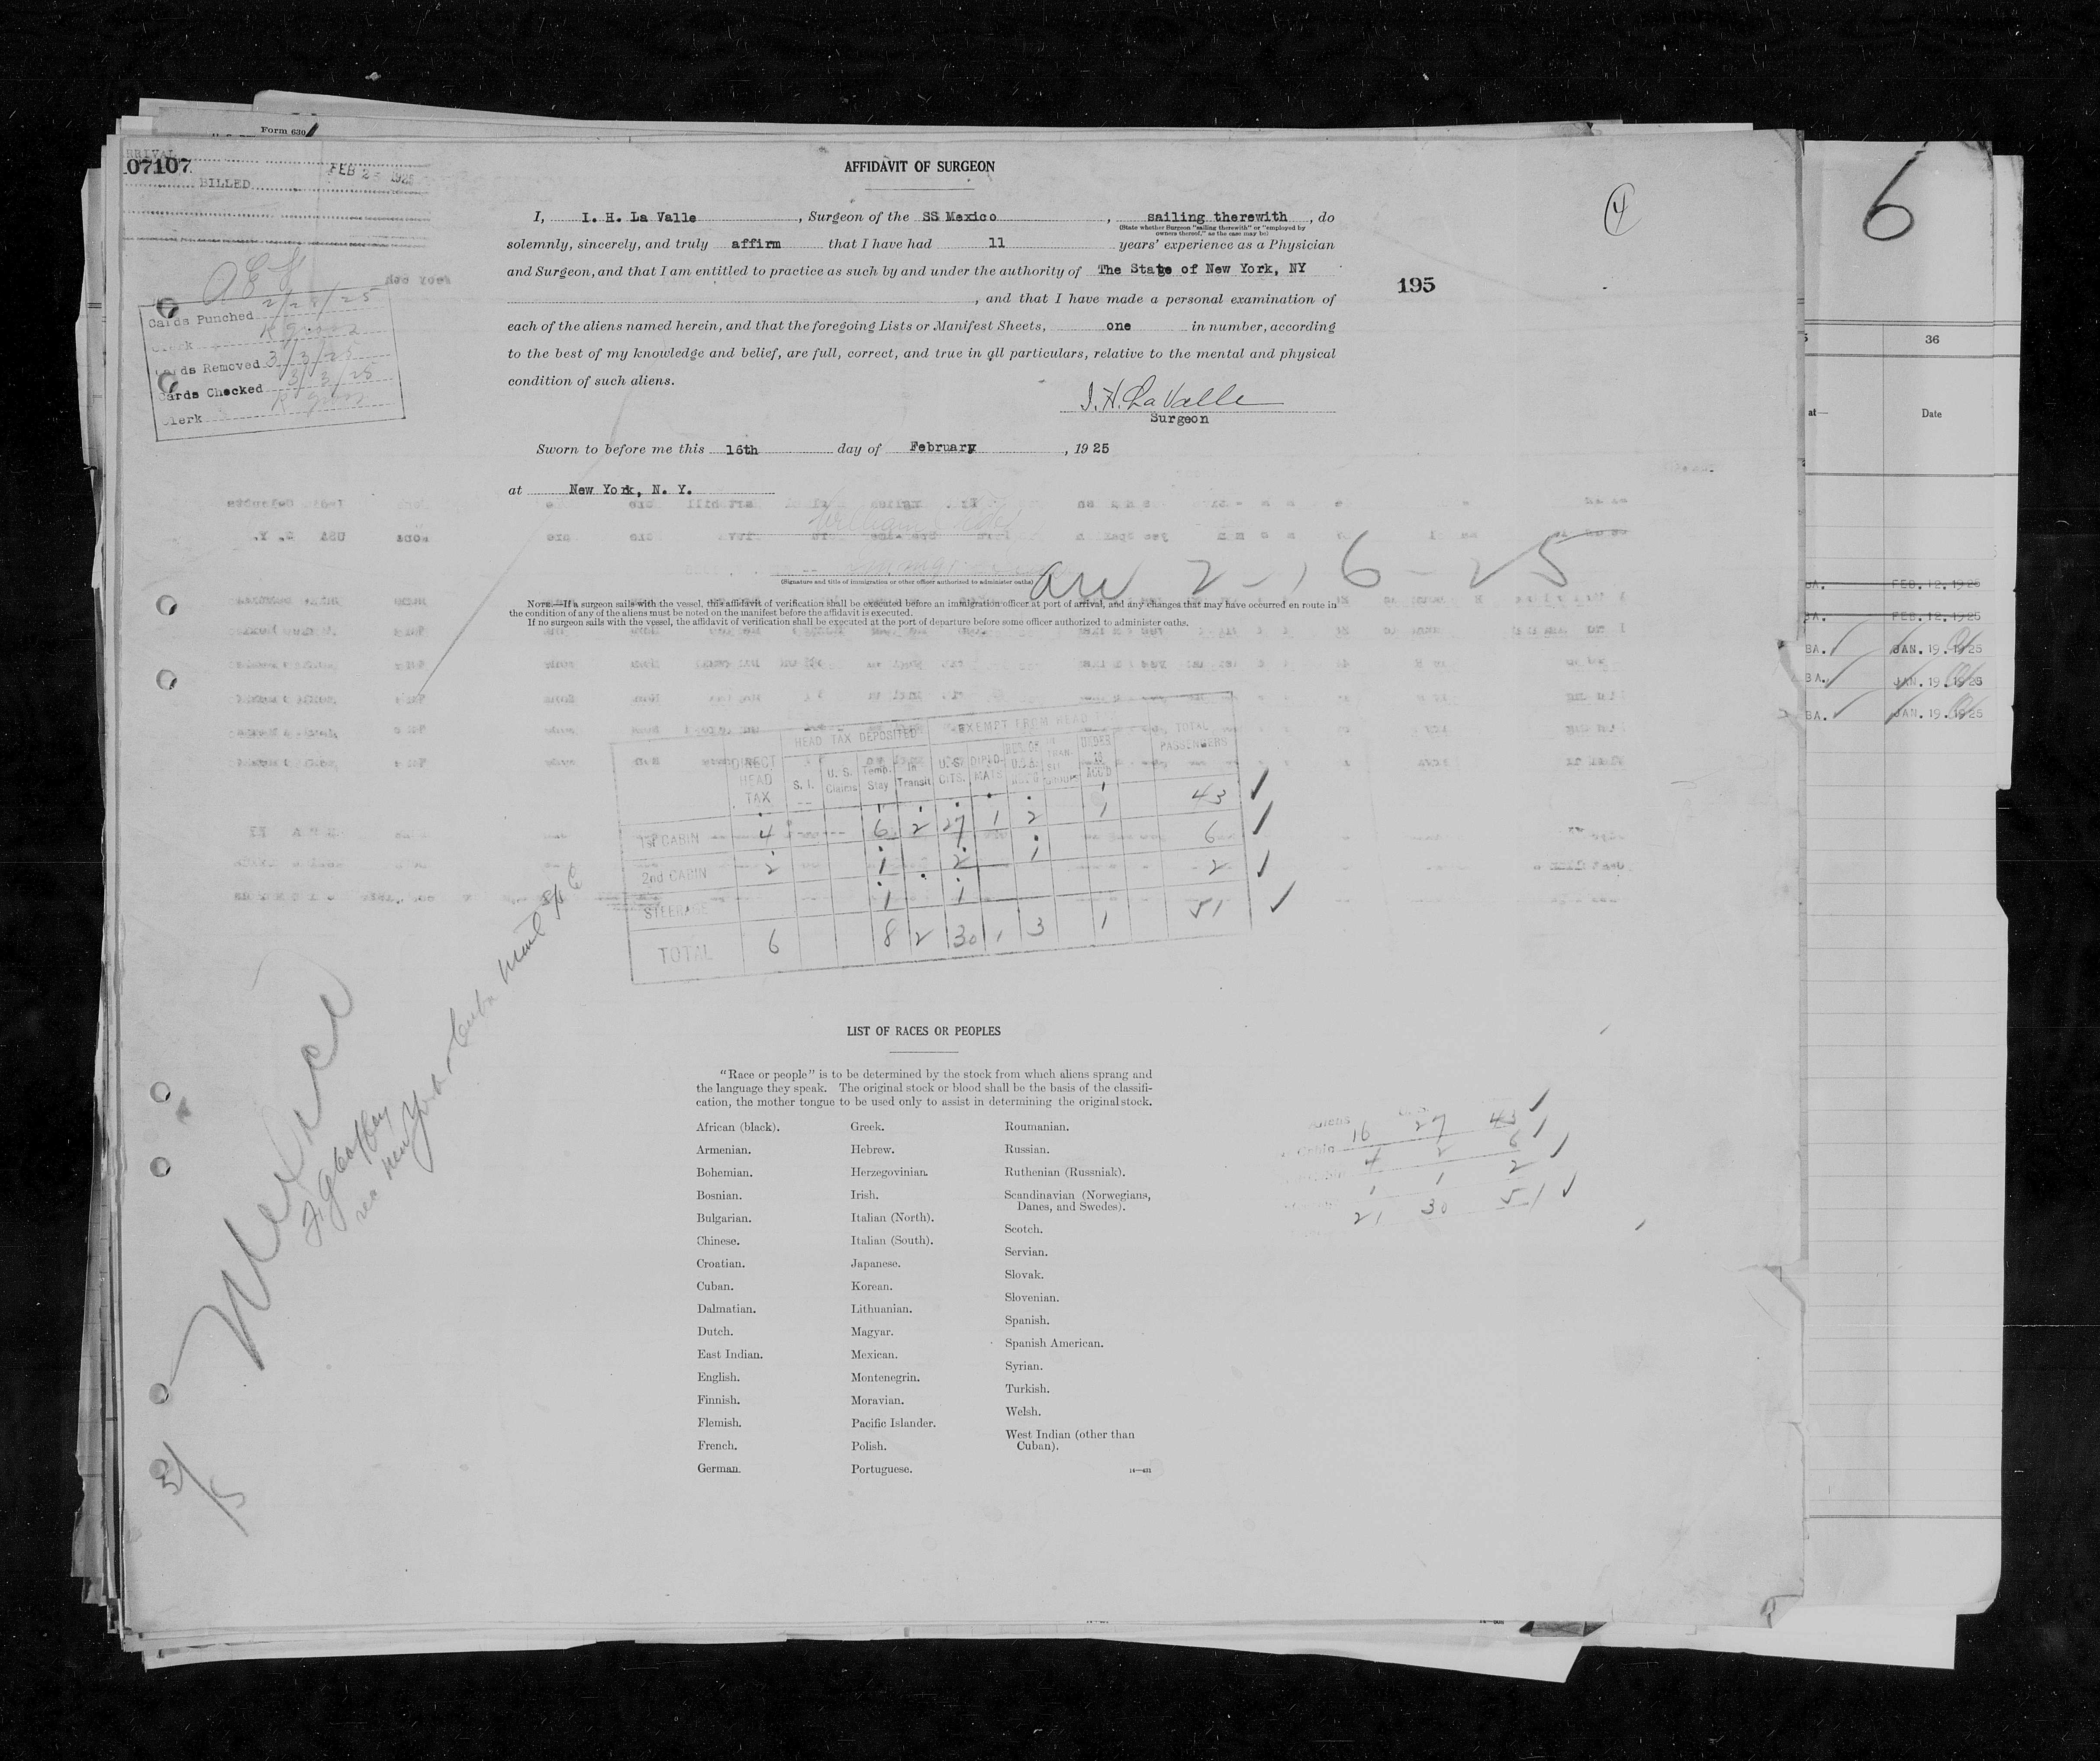 Form 630
07107
BILLED
FEB 25 1925
AFFIDAVIT OF SURGEON
4
6
I, I. H. La Valle, Surgeon of the SS Mexico, sailing therewith, do
(State whether Surgeon "sailing therewith" or "employed by
owners thereof," as the case may be)
solemnly, sincerely, and truly affirm that I have had 11 years' experience as a Physician
and Surgeon, and that I am entitled to practice as such by and under the authority of The State of New York, NY
195
, and that I have made a personal examination of
each of the aliens named herein, and that the foregoing Lists or Manifest Sheets, one in number, according
to the best of my knowledge and belief, are full, correct, and true in all particulars, relative to the mental and physical
condition of such aliens.
I. H. La Valle
Surgeon
Sworn to before me this 16th day of February, 1925
at New York, N. Y.
(Signature and title of immigration or other officer authorized to administer oaths)
arr 2-16-25
NOTE.—If a surgeon sails with the vessel, this affidavit of verification shall be executed before an immigration officer at port of arrival, and any changes that may have occurred en route in
the condition of any of the aliens must be noted on the manifest before the affidavit is executed.
If no surgeon sails with the vessel, the affidavit of verification shall be executed at the port of departure before some officer authorized to administer oaths.
Cards Punched
Cards Removed 3/3/25
Cards Checked 3/3/25
Clerk
36
at—
Date
BA. FEB. 12. 1925
BA. FEB. 12. 1925
BA. JAN. 19. 1925
BA. JAN. 19. 1925
BA. JAN. 19. 1925
HEAD TAX DEPOSITED
EXEMPT FROM HEAD TAX
DIRECT HEAD TAX
S. I.
U. S. Claims
Temp. Stay
In Transit
U. S. CITS.
DIPLO-MATS
UNDER 16 ACC'D
TOTAL PASSENGERS
1st CABIN 4 6 2 27 1 2 1 43
2nd CABIN 2 1 2 1 6
STEERAGE 1 1 2
TOTAL 6 8 2 30 1 3 1 51
Mexico
LIST OF RACES OR PEOPLES
"Race or people" is to be determined by the stock from which aliens sprang and
the language they speak. The original stock or blood shall be the basis of the classifi-
cation, the mother tongue to be used only to assist in determining the original stock.
African (black).
Armenian.
Bohemian.
Bosnian.
Bulgarian.
Chinese.
Croatian.
Cuban.
Dalmatian.
Dutch.
East Indian.
English.
Finnish.
Flemish.
French.
German.
Greek.
Hebrew.
Herzegovinian.
Irish.
Italian (North).
Italian (South).
Japanese.
Korean.
Lithuanian.
Magyar.
Mexican.
Montenegrin.
Moravian.
Pacific Islander.
Polish.
Portuguese.
Roumanian.
Russian.
Ruthenian (Russniak).
Scandinavian (Norwegians,
Danes, and Swedes).
Scotch.
Servian.
Slovak.
Slovenian.
Spanish.
Spanish American.
Syrian.
Turkish.
Welsh.
West Indian (other than
Cuban).
Aliens
16 27 43
4 2 6
1 1 2
21 30 51